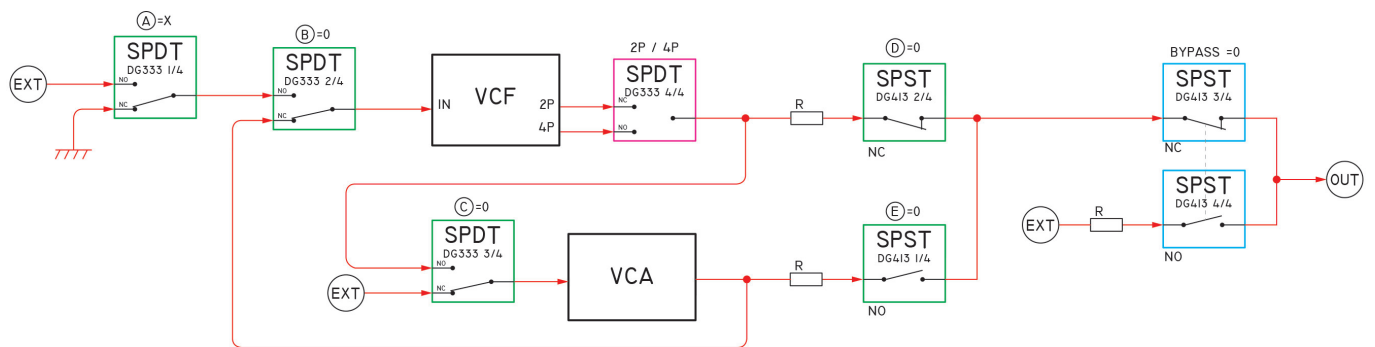 Ⓐ=X
SPDT
DG333 1/4
NO
NC
EXT
Ⓑ=0
SPDT
DG333 2/4
NO
NC
IN
VCF
2P
4P
2P / 4P
SPDT
DG333 4/4
NC
NO
R
Ⓓ=0
SPST
DG413 2/4
NC
BYPASS =0
SPST
DG413 3/4
NC
SPST
DG413 4/4
NO
EXT
R
OUT
Ⓒ=0
SPDT
DG333 3/4
NO
NC
EXT
VCA
R
Ⓔ=0
SPST
DG413 1/4
NO